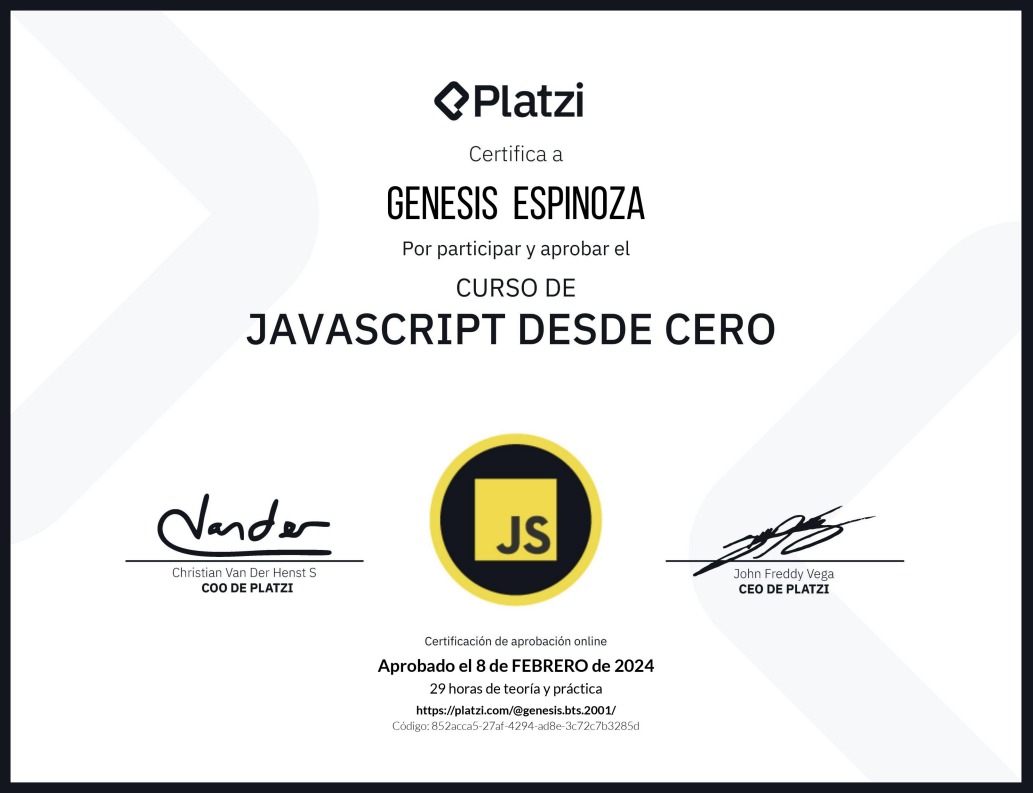 Platzi
Certifica a
GENESIS ESPINOZA
Por participar y aprobar el
CURSO DE
JAVASCRIPT DESDE CERO
JS
Vander
Christian Van Der Henst S
COO DE PLATZI
John Freddy Vega
CEO DE PLATZI
Certificación de aprobación online
Aprobado el 8 de FEBRERO de 2024
29 horas de teoría y práctica
https://platzi.com/@genesis.bts.2001/
Código: 852acca5-27af-4294-ad8e-3c72c7b3285d